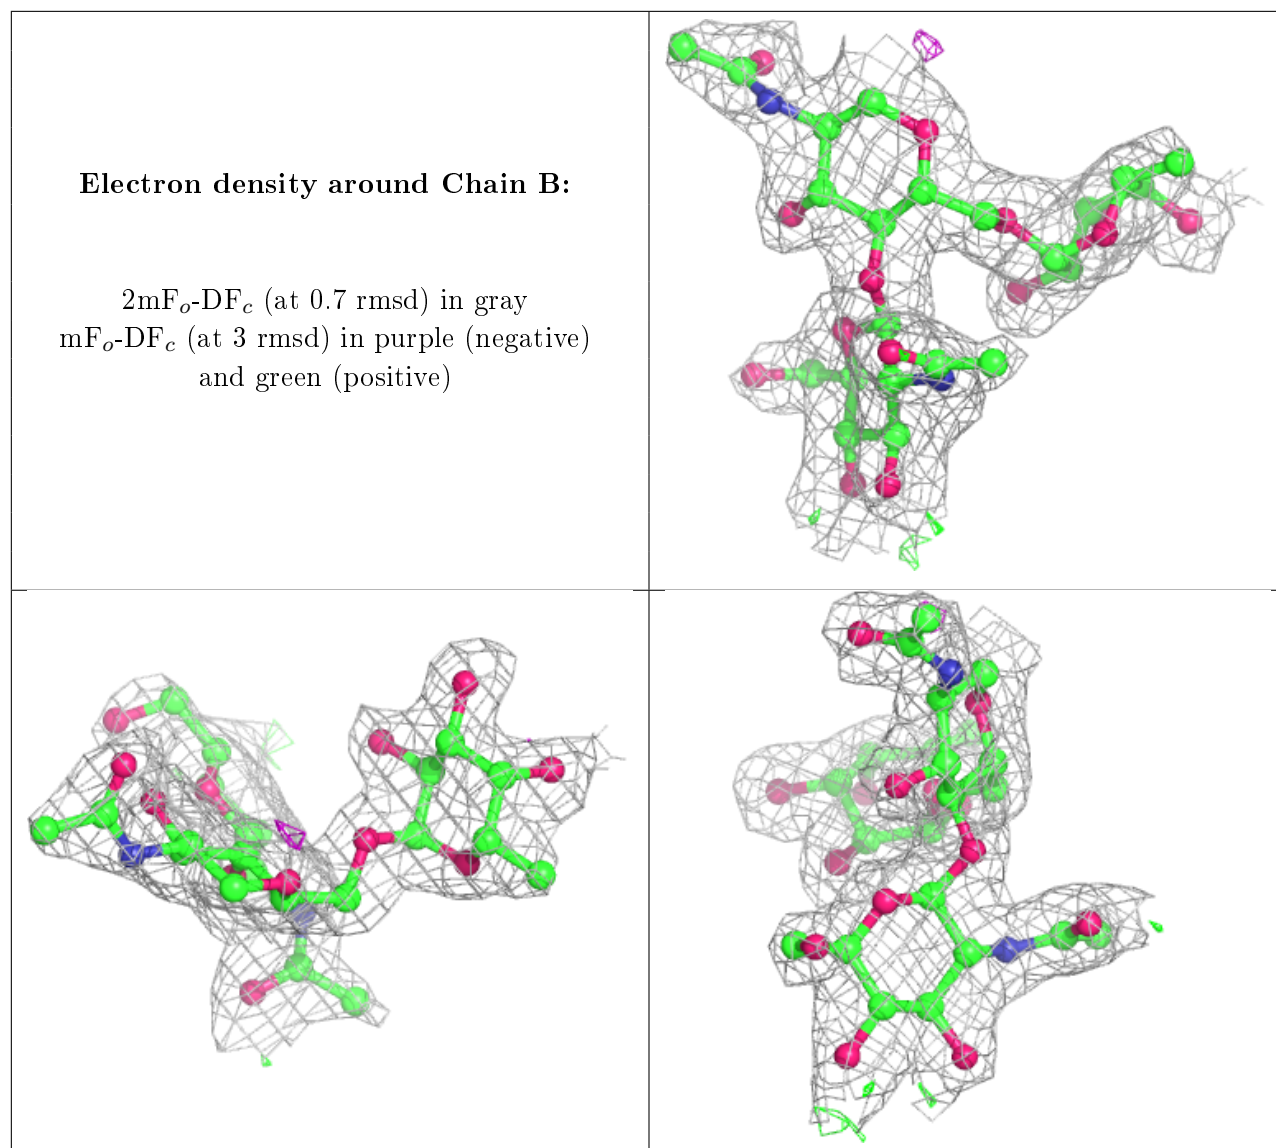 Electron density around Chain B:
2mFₒ-DF𝒸 (at 0.7 rmsd) in gray
mFₒ-DF𝒸 (at 3 rmsd) in purple (negative)
and green (positive)